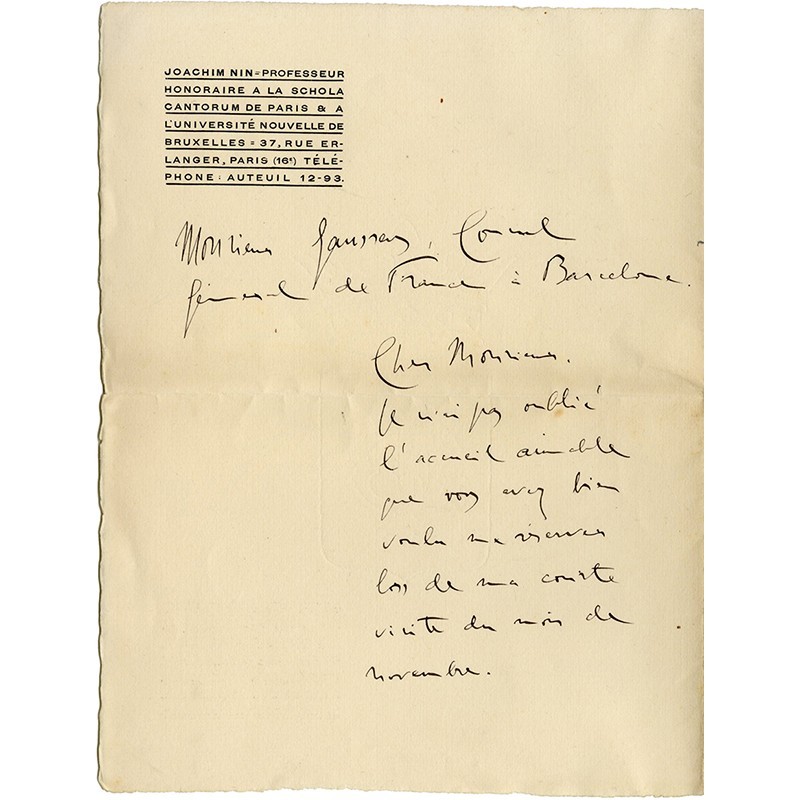 JOACHIM NIN = PROFESSEUR
HONORAIRE A LA SCHOLA
CANTORUM DE PARIS & A
L'UNIVERSITÉ NOUVELLE DE
BRUXELLES = 37, RUE ER-
LANGER, PARIS (16e) TÉLÉ-
PHONE : AUTEUIL 12-93.
Monsieur Consul
Général de France à Barcelone.
Cher Monsieur.
Je n'ai pas oublié
l'accueil aimable
que vous avez bien
voulu me réserver
lors de ma courte
visite du mois de
novembre.